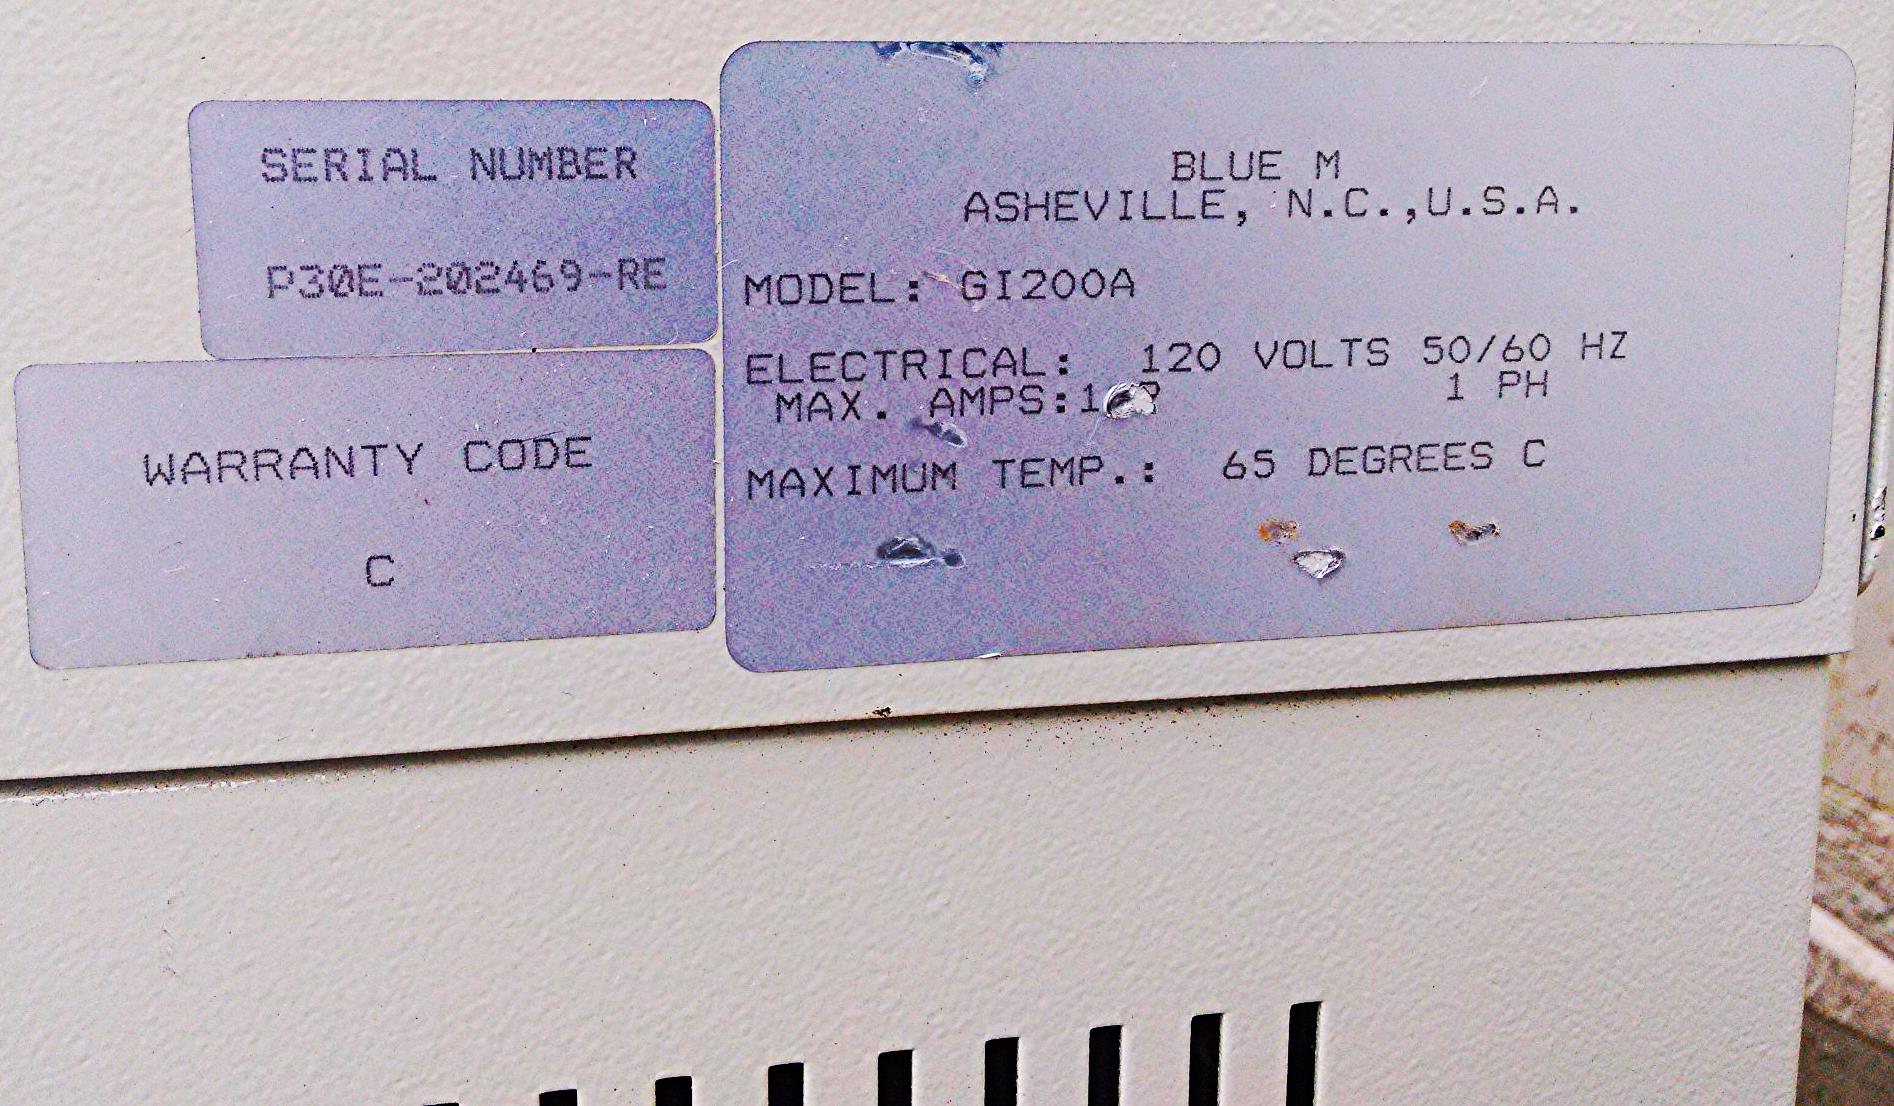 SERIAL NUMBER
P30E-202469-RE
WARRANTY CODE
C
BLUE M
ASHEVILLE, N.C.,U.S.A.
MODEL: GI200A
ELECTRICAL: 120 VOLTS 50/60 HZ
MAX. AMPS: 1 PH
MAXIMUM TEMP.: 65 DEGREES C